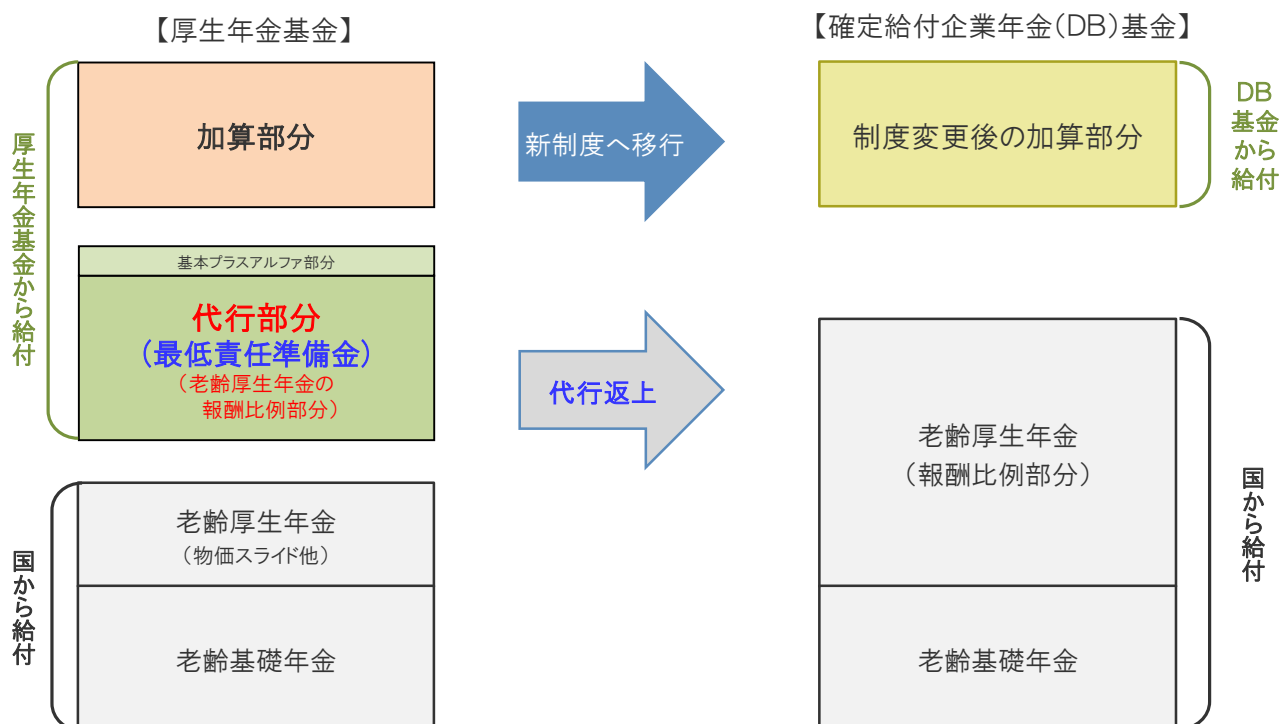 【厚生年金基金】
【確定給付企業年金(DB)基金】
厚生年金基金から給付
加算部分
新制度へ移行
制度変更後の加算部分
DB
基金
から
給付
基本プラスアルファ部分
代行部分
(最低責任準備金)
(老齢厚生年金の
報酬比例部分)
代行返上
老齢厚生年金
(報酬比例部分)
国から給付
国から給付
老齢厚生年金
(物価スライド他)
老齢基礎年金
老齢基礎年金